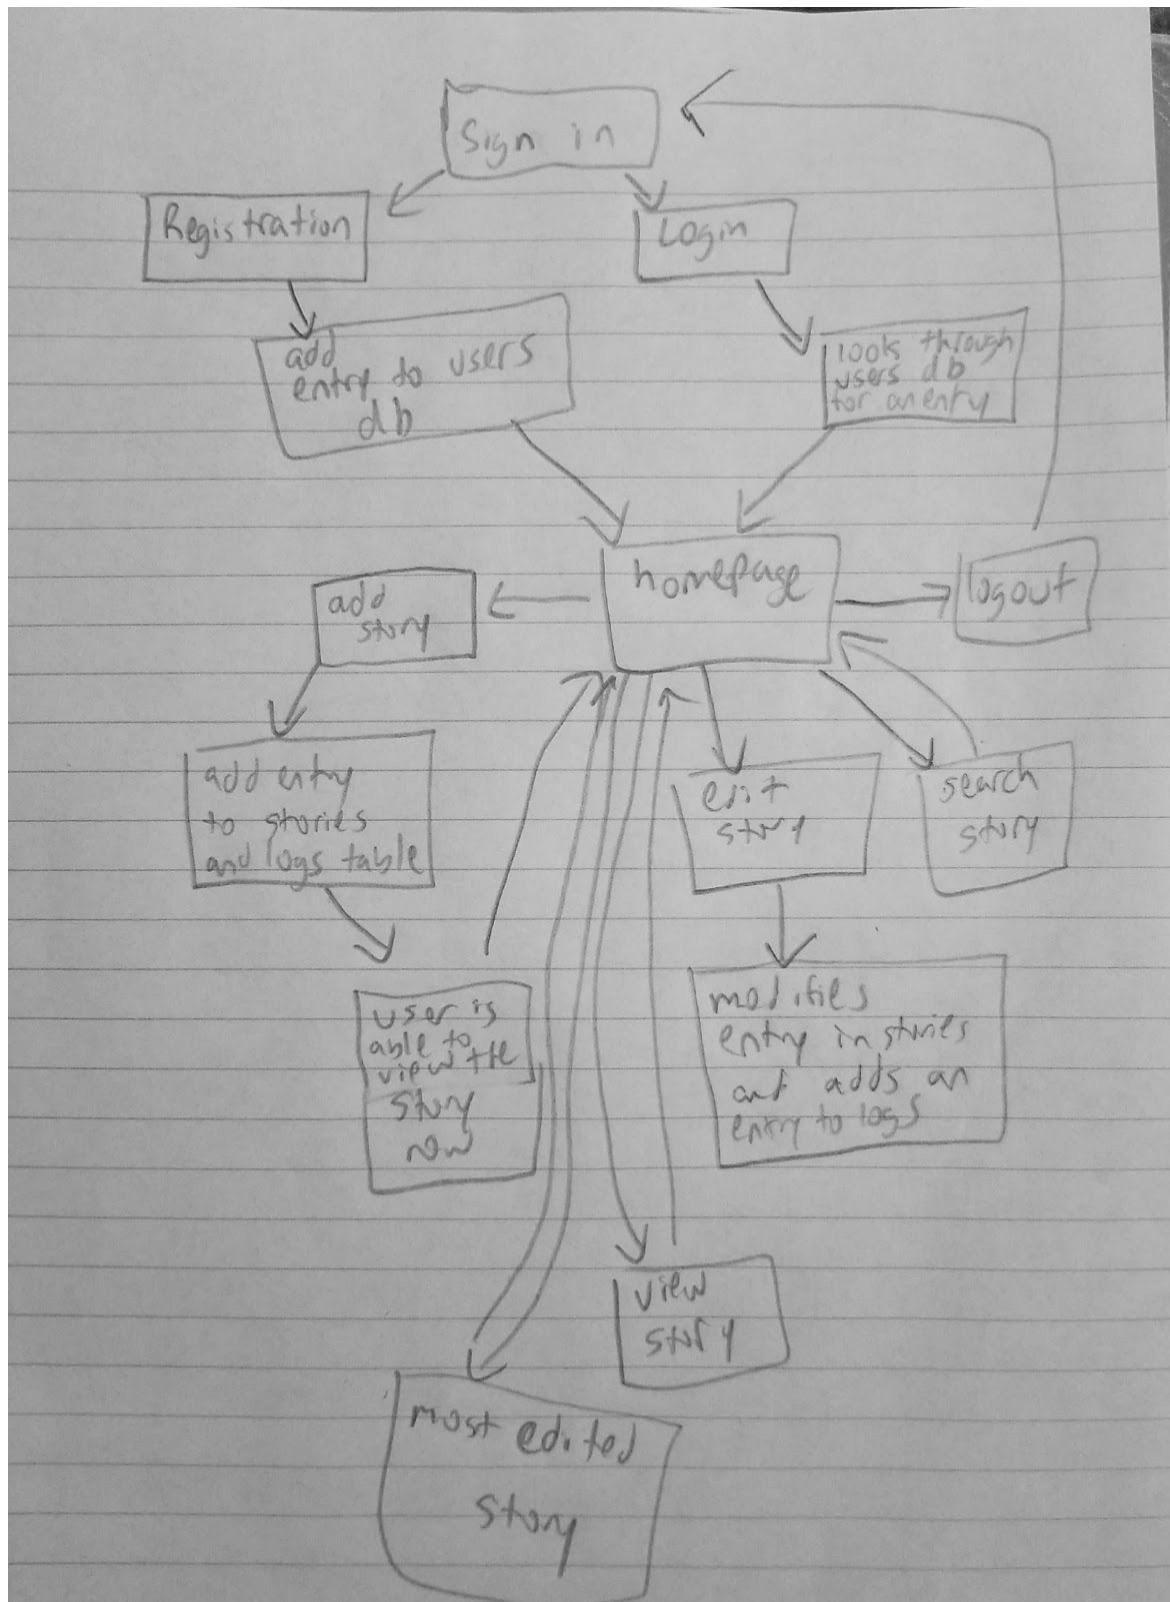 Sign in
Registration
Login
add
entry to users
db
looks through
users db
for an entry
homepage
logout
add
story
add entry
to stories
and logs table
edit
story
search
story
user is
able to
view the
story
now
modifies
entry in stories
and adds an
entry to logs
view
story
most edited
story